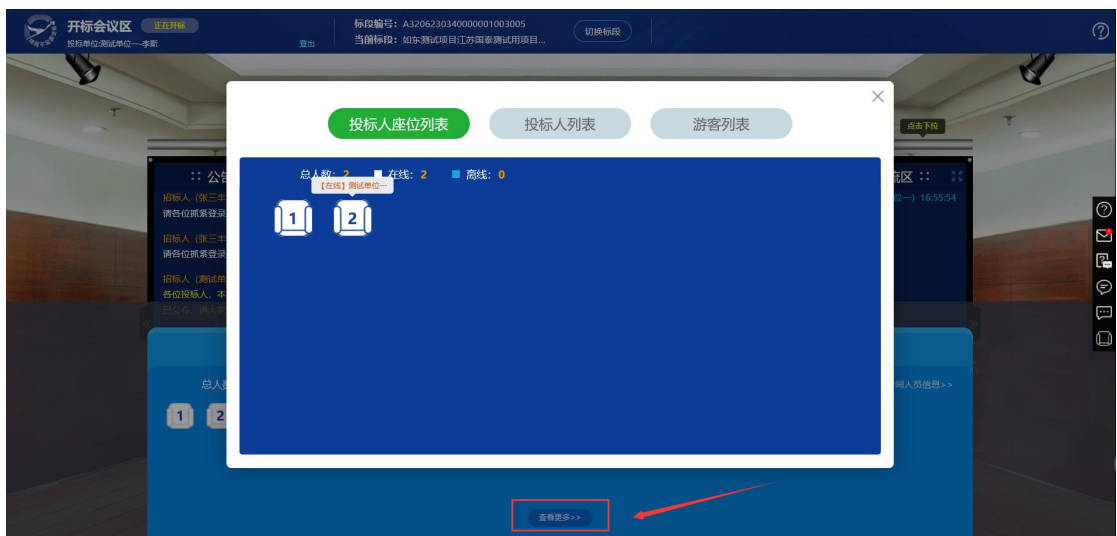 开标会议区 正在开标
投标单位:测试单位一-李斯 登出
标段编号：A3206230340000001003005
当前标段：如东测试项目江苏国泰测试用项目... 切换标段
点击下拉
投标人座位列表 投标人列表 游客列表
总人数：2 在线：2 离线：0
【在线】测试单位一
1 2
:: 公告
招标人 (张三丰
请各位抓紧登录
招标人 (张三丰
请各位抓紧登录
招标人 (测试单
各位投标人，本
已公布，请大家
流区 ::
位一) 16:55:54
总人数
间人员信息>>
1 2
查看更多>>